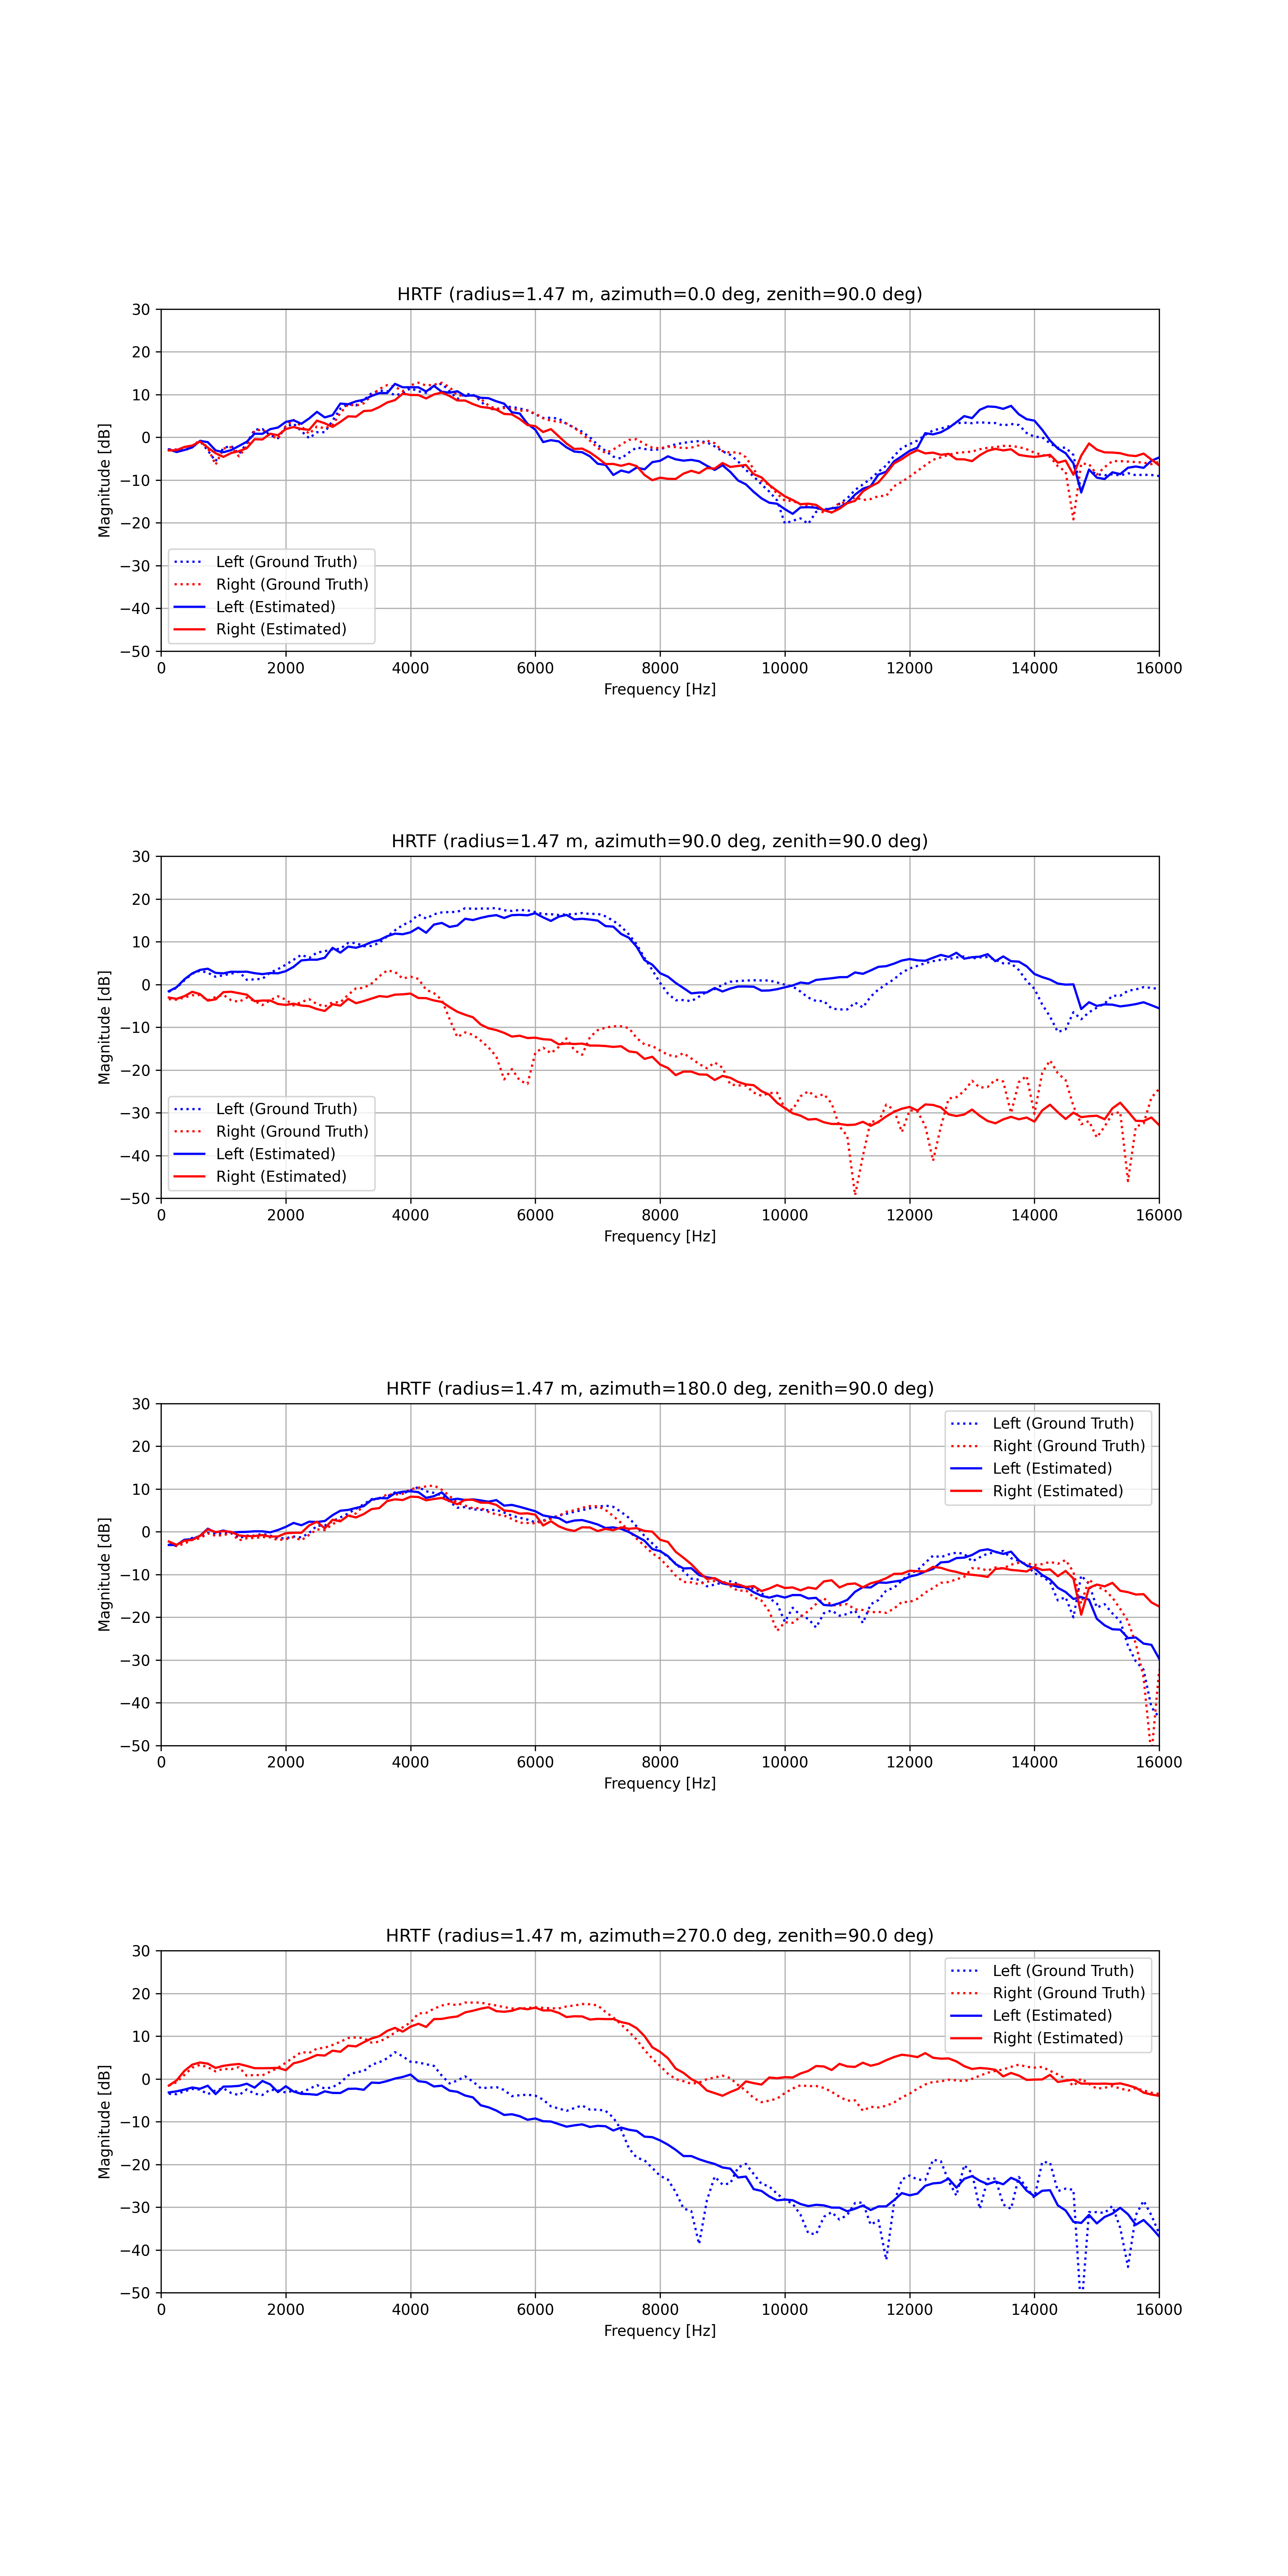 HRTF (radius=1.47 m, azimuth=0.0 deg, zenith=90.0 deg)
30
20
10
0
−10
−20
−30
−40
−50
Magnitude [dB]
Left (Ground Truth)
Right (Ground Truth)
Left (Estimated)
Right (Estimated)
0 2000 4000 6000 8000 10000 12000 14000 16000
Frequency [Hz]
HRTF (radius=1.47 m, azimuth=90.0 deg, zenith=90.0 deg)
30
20
10
0
−10
−20
−30
−40
−50
Magnitude [dB]
Left (Ground Truth)
Right (Ground Truth)
Left (Estimated)
Right (Estimated)
0 2000 4000 6000 8000 10000 12000 14000 16000
Frequency [Hz]
HRTF (radius=1.47 m, azimuth=180.0 deg, zenith=90.0 deg)
30
20
10
0
−10
−20
−30
−40
−50
Magnitude [dB]
Left (Ground Truth)
Right (Ground Truth)
Left (Estimated)
Right (Estimated)
0 2000 4000 6000 8000 10000 12000 14000 16000
Frequency [Hz]
HRTF (radius=1.47 m, azimuth=270.0 deg, zenith=90.0 deg)
30
20
10
0
−10
−20
−30
−40
−50
Magnitude [dB]
Left (Ground Truth)
Right (Ground Truth)
Left (Estimated)
Right (Estimated)
0 2000 4000 6000 8000 10000 12000 14000 16000
Frequency [Hz]